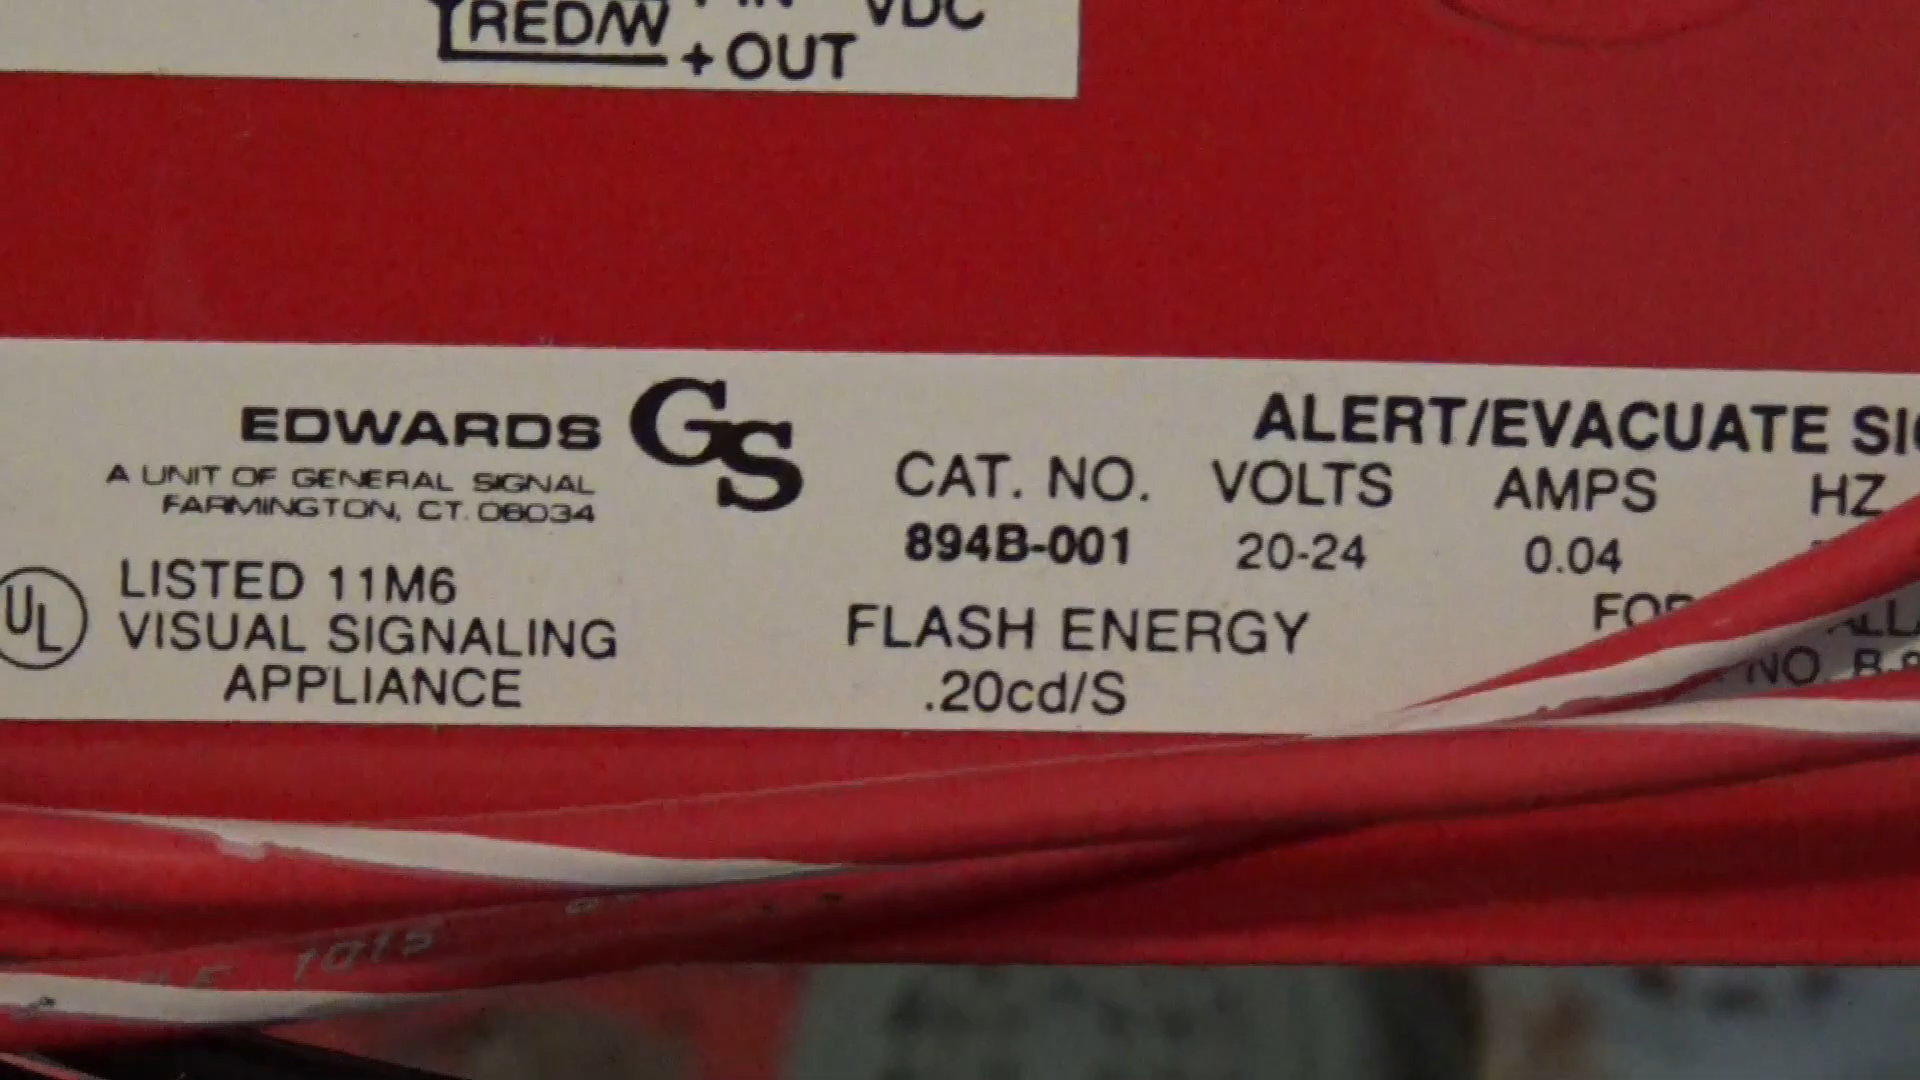 RED/W
VDC
+ OUT
EDWARDS GS
A UNIT OF GENERAL SIGNAL
FARMINGTON, CT. 06034
UL
LISTED 11M6
VISUAL SIGNALING
APPLIANCE
ALERT/EVACUATE
CAT. NO. VOLTS AMPS HZ
894B-001 20-24 0.04
FLASH ENERGY
.20cd/S
NO.
1015